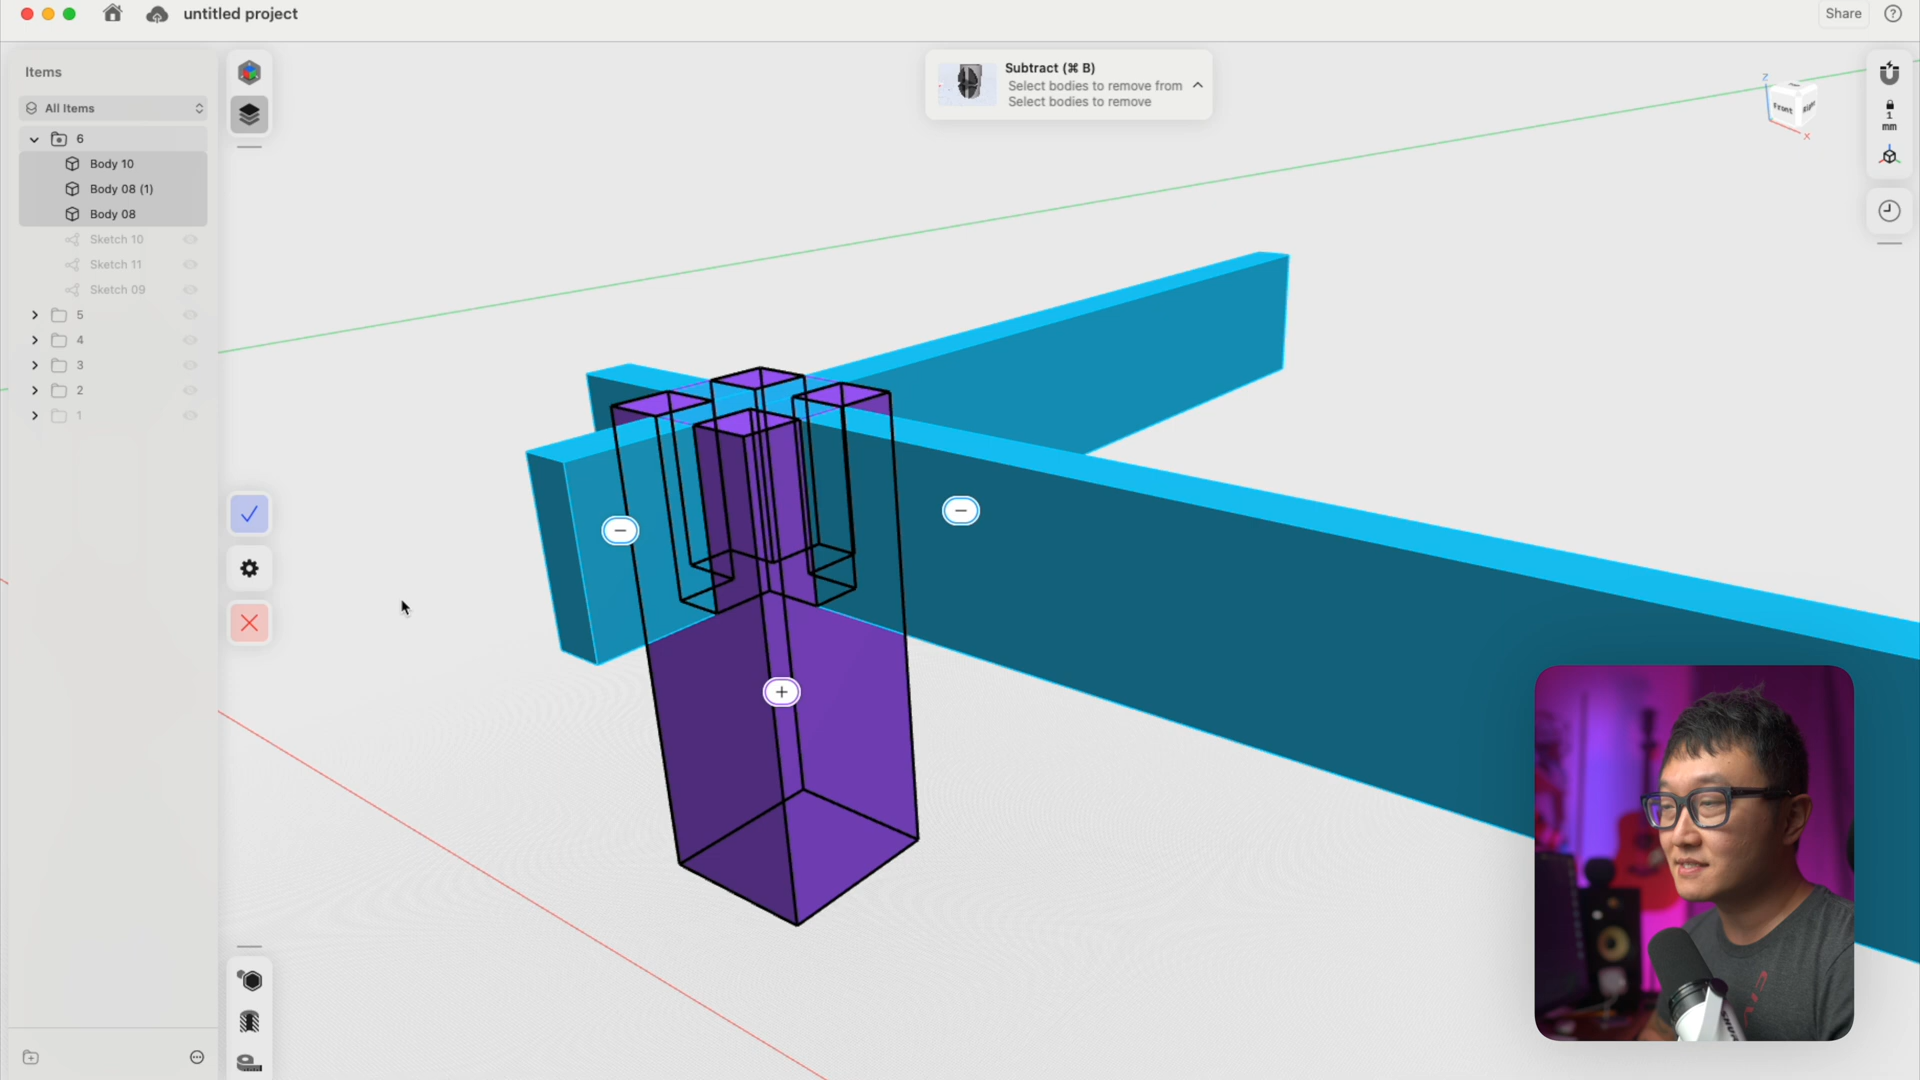 untitled project
Share
?
Items
All Items
6
Body 10
Body 08 (1)
Body 08
Sketch 10
Sketch 11
Sketch 09
5
4
3
2
1
Subtract (⌘ B)
Select bodies to remove from
Select bodies to remove
Z
Front
Right
X
1
mm